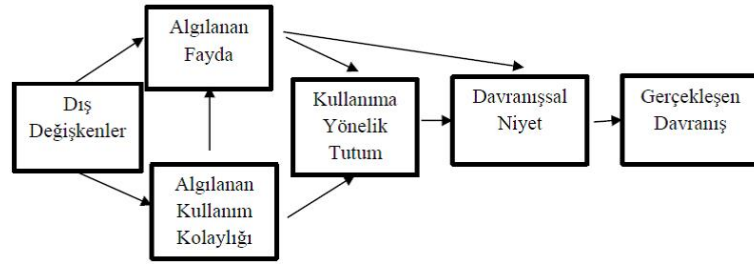 Algılanan
Fayda
Dış
Değişkenler
Algılanan
Kullanım
Kolaylığı
Kullanıma
Yönelik
Tutum
Davranışsal
Niyet
Gerçekleşen
Davranış